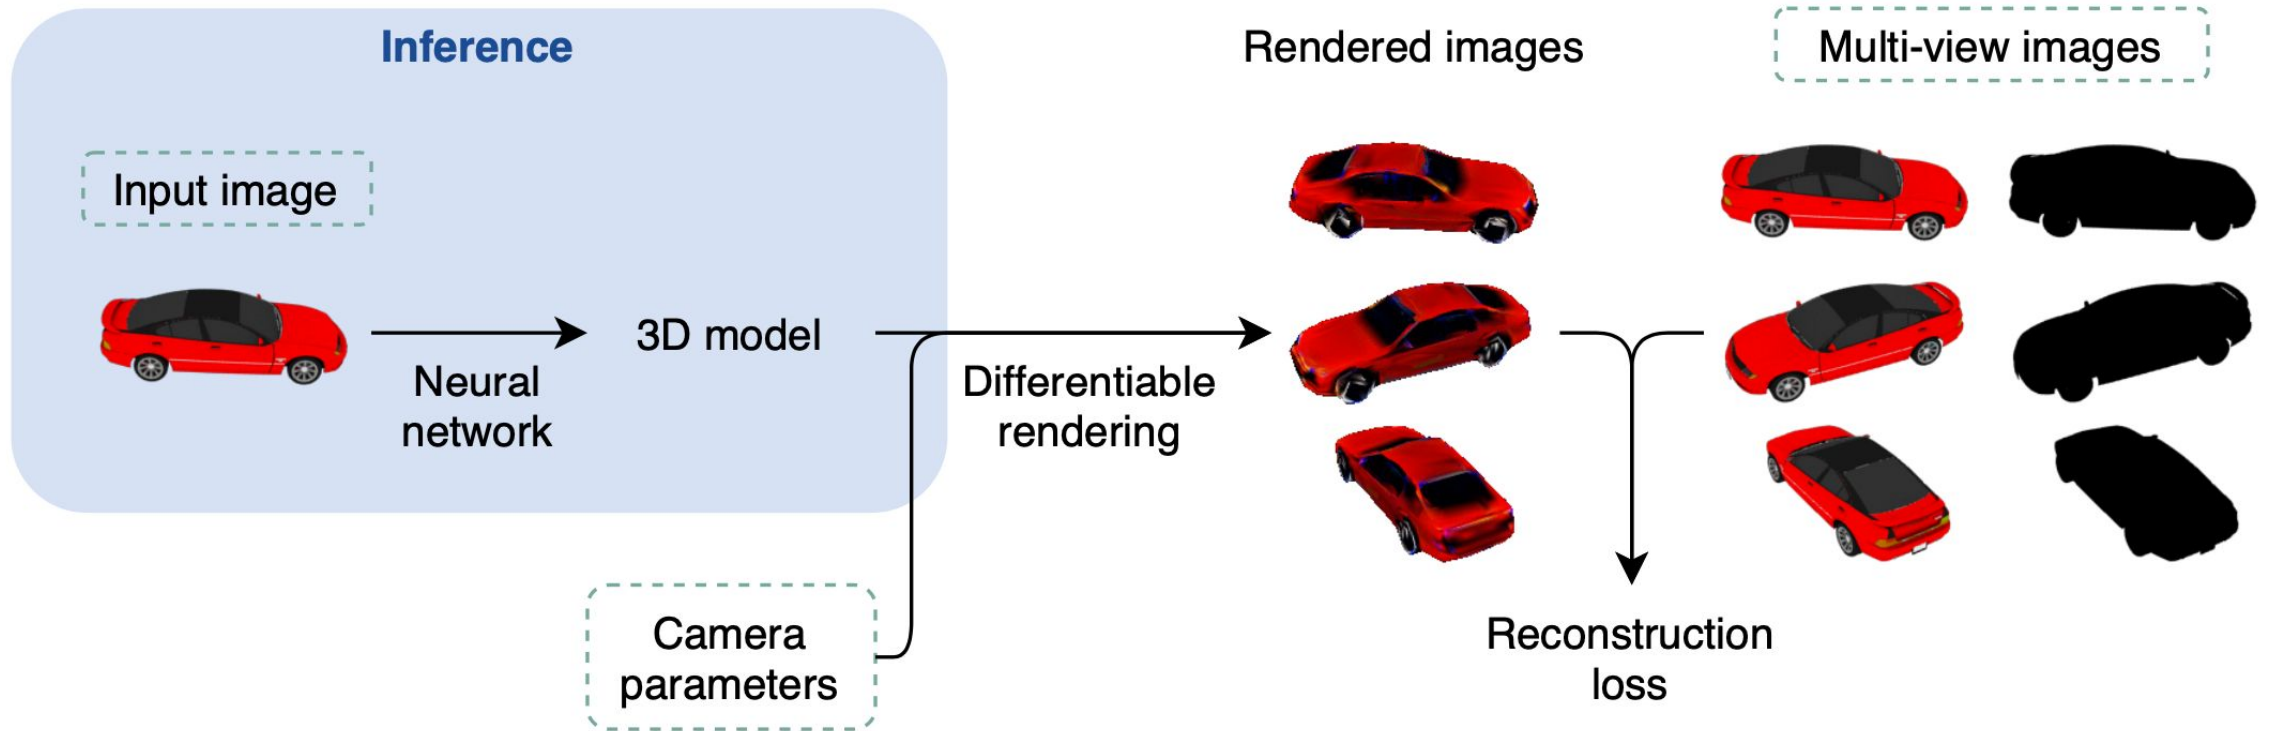 Inference
Rendered images
Multi-view images
Input image
3D model
Neural
network
Differentiable
rendering
Camera
parameters
Reconstruction
loss